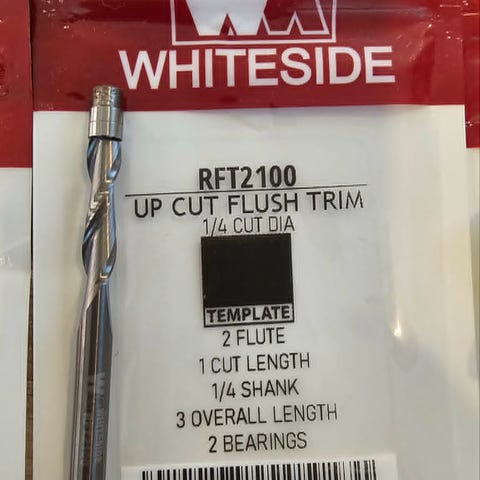 WHITESIDE
RFT2100
UP CUT FLUSH TRIM
1/4 CUT DIA
TEMPLATE
2 FLUTE
1 CUT LENGTH
1/4 SHANK
3 OVERALL LENGTH
2 BEARINGS